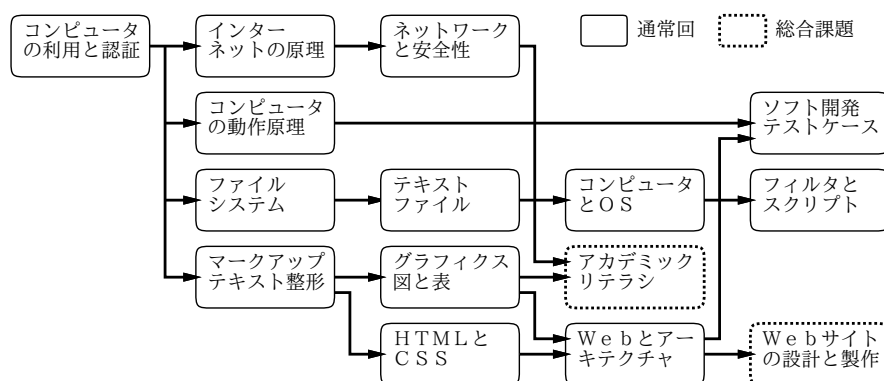 コンピュータ
の利用と認証
インター
ネットの原理
ネットワーク
と安全性
通常回
総合課題
コンピュータ
の動作原理
ソフト開発
テストケース
ファイル
システム
テキスト
ファイル
コンピュータ
とＯＳ
フィルタと
スクリプト
マークアップ
テキスト整形
グラフィクス
図と表
アカデミック
リテラシ
ＨＴＭＬと
ＣＳＳ
Ｗｅｂとアー
キテクチャ
Ｗｅｂサイト
の設計と製作